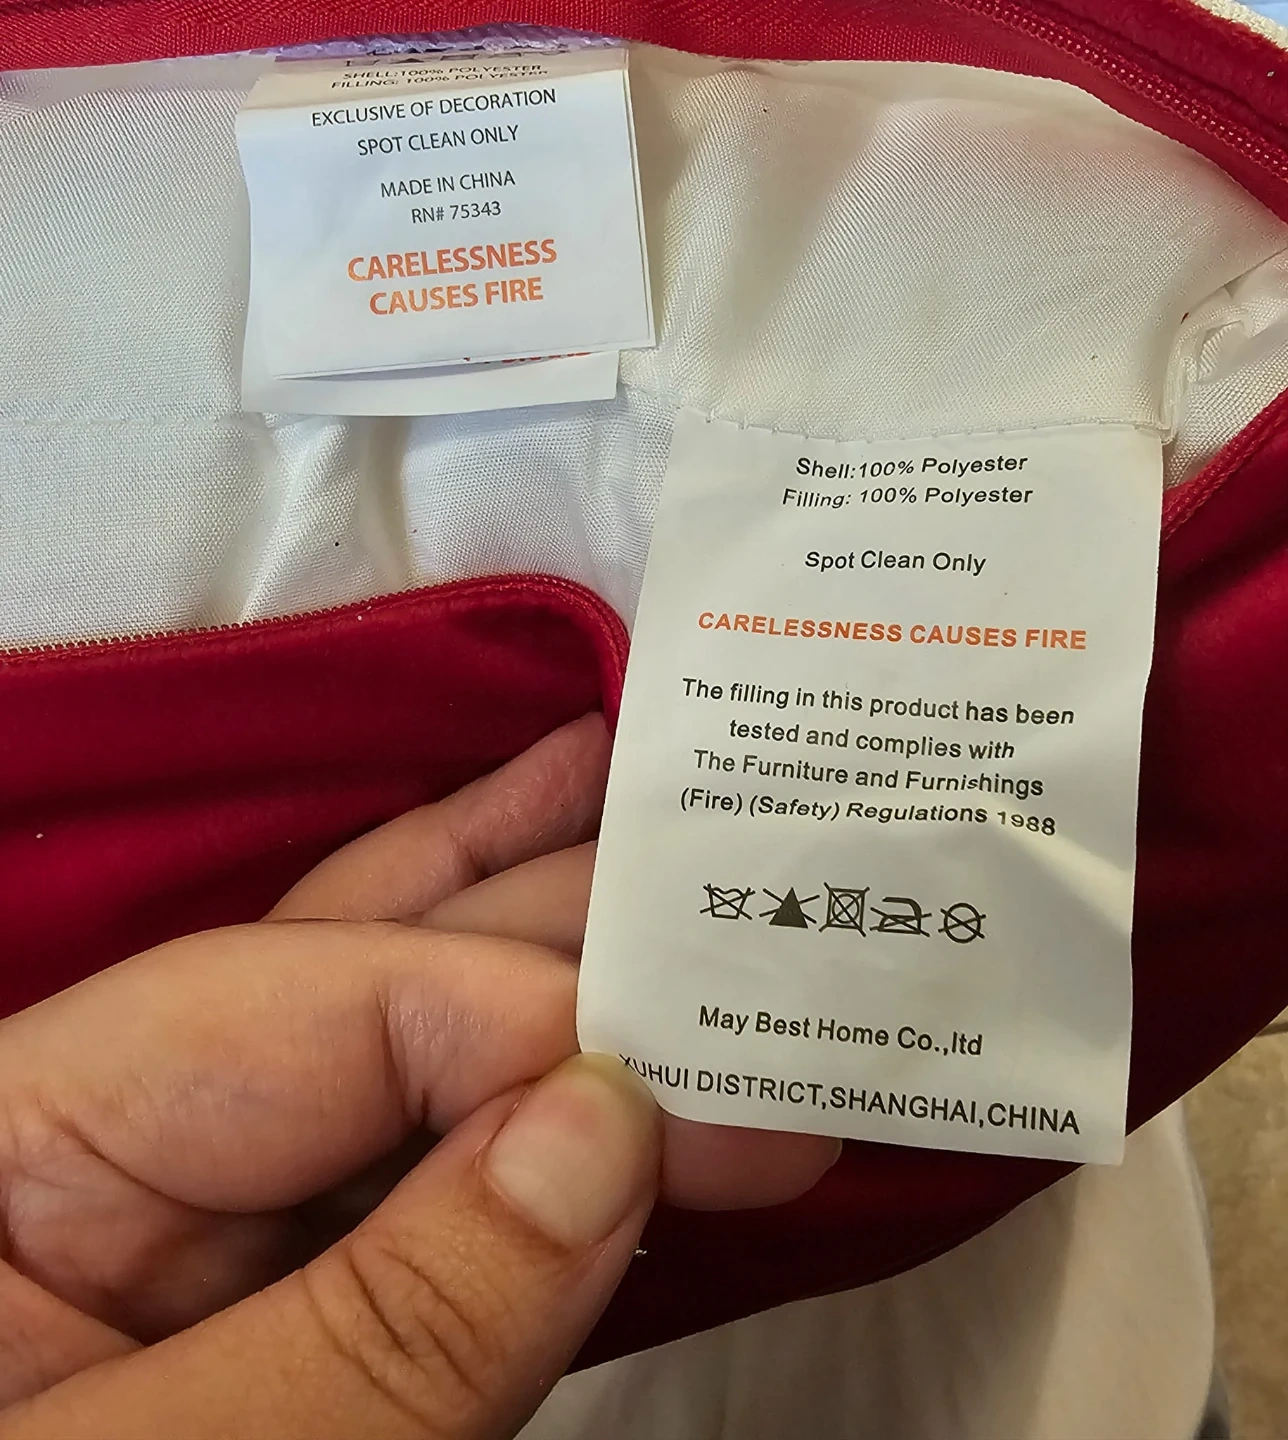 SHELL:100% POLYESTER
FILLING: 100% POLYESTER
EXCLUSIVE OF DECORATION
SPOT CLEAN ONLY
MADE IN CHINA
RN# 75343
CARELESSNESS
CAUSES FIRE
Shell:100% Polyester
Filling: 100% Polyester
Spot Clean Only
CARELESSNESS CAUSES FIRE
The filling in this product has been
tested and complies with
The Furniture and Furnishings
(Fire) (Safety) Regulations 1988
May Best Home Co.,ltd
XUHUI DISTRICT,SHANGHAI,CHINA